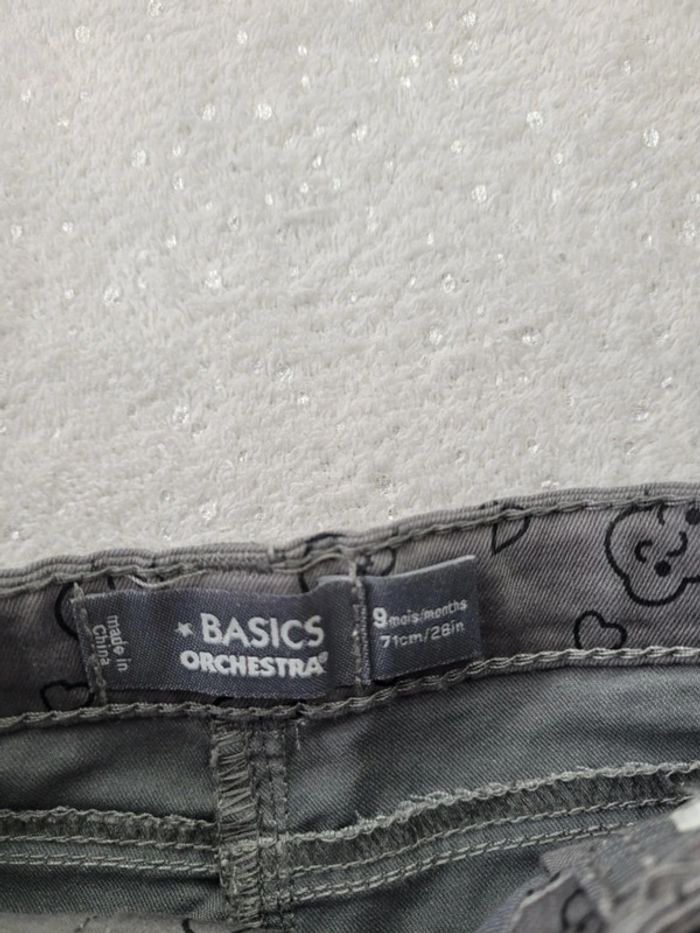 made in
China
BASICS
ORCHESTRA®
9 mois/months
71cm/28in